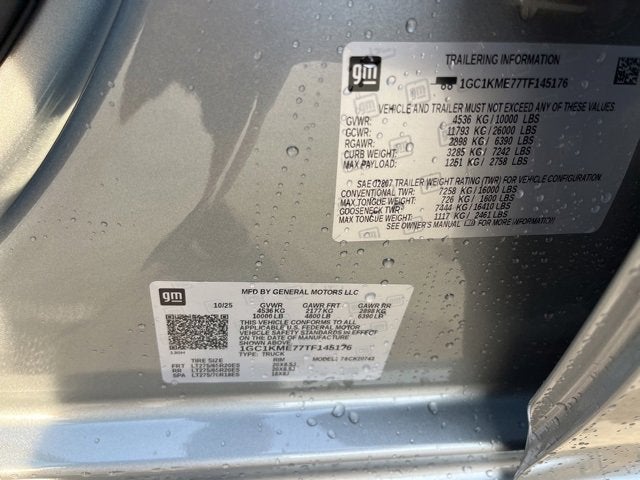 gm
TRAILERING INFORMATION
1GC1KME77TF145176
VEHICLE AND TRAILER MUST NOT EXCEED ANY OF THESE VALUES
GVWR: 4536 KG/10000 LBS
GCWR: 11793 KG/26000 LBS
RGAWR: 2898 KG/ 6390 LBS
CURB WEIGHT: 3285 KG/ 7242 LBS
MAX PAYLOAD: 1251 KG/ 2758 LBS
SAE J2807 TRAILER WEIGHT RATING (TWR) FOR VEHICLE CONFIGURATION
CONVENTIONAL TWR: 7258 KG/16000 LBS
MAX TONGUE WEIGHT: 726 KG/ 1600 LBS
GOOSENECK TWR: 7444 KG/16410 LBS
MAX TONGUE WEIGHT: 1117 KG/ 2461 LBS
SEE OWNER'S MANUAL FOR MORE INFORMATION
gm
MFD BY GENERAL MOTORS LLC
10/25 GVWR GAWR FRT GAWR RR
4536 KG 2177 KG 2898 KG
10000 LB 4800 LB 6390 LB
THIS VEHICLE CONFORMS TO ALL
APPLICABLE U.S. FEDERAL MOTOR
VEHICLE SAFETY STANDARDS IN EFFECT
ON THE DATE OF MANUFACTURE
SHOWN ABOVE.
1GC1KME77TF145176
TYPE: TRUCK MODEL:
TIRE SIZE RIM
FRT LT275/65R20E
RR LT275/65R20E
SPA LT275/70R18E